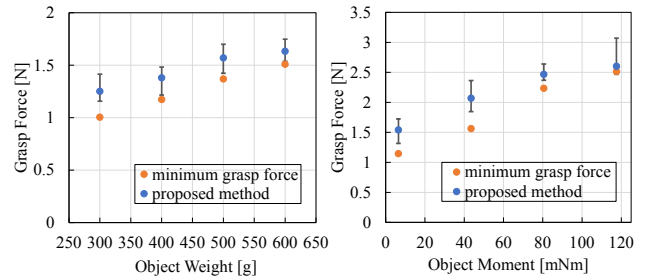 2
1.5
1
0.5
0
Grasp Force [N]
minimum grasp force
proposed method
250 300 350 400 450 500 550 600 650
Object Weight [g]
3.5
3
2.5
2
1.5
1
0.5
0
Grasp Force [N]
minimum grasp force
proposed method
0 20 40 60 80 100 120
Object Moment [mNm]